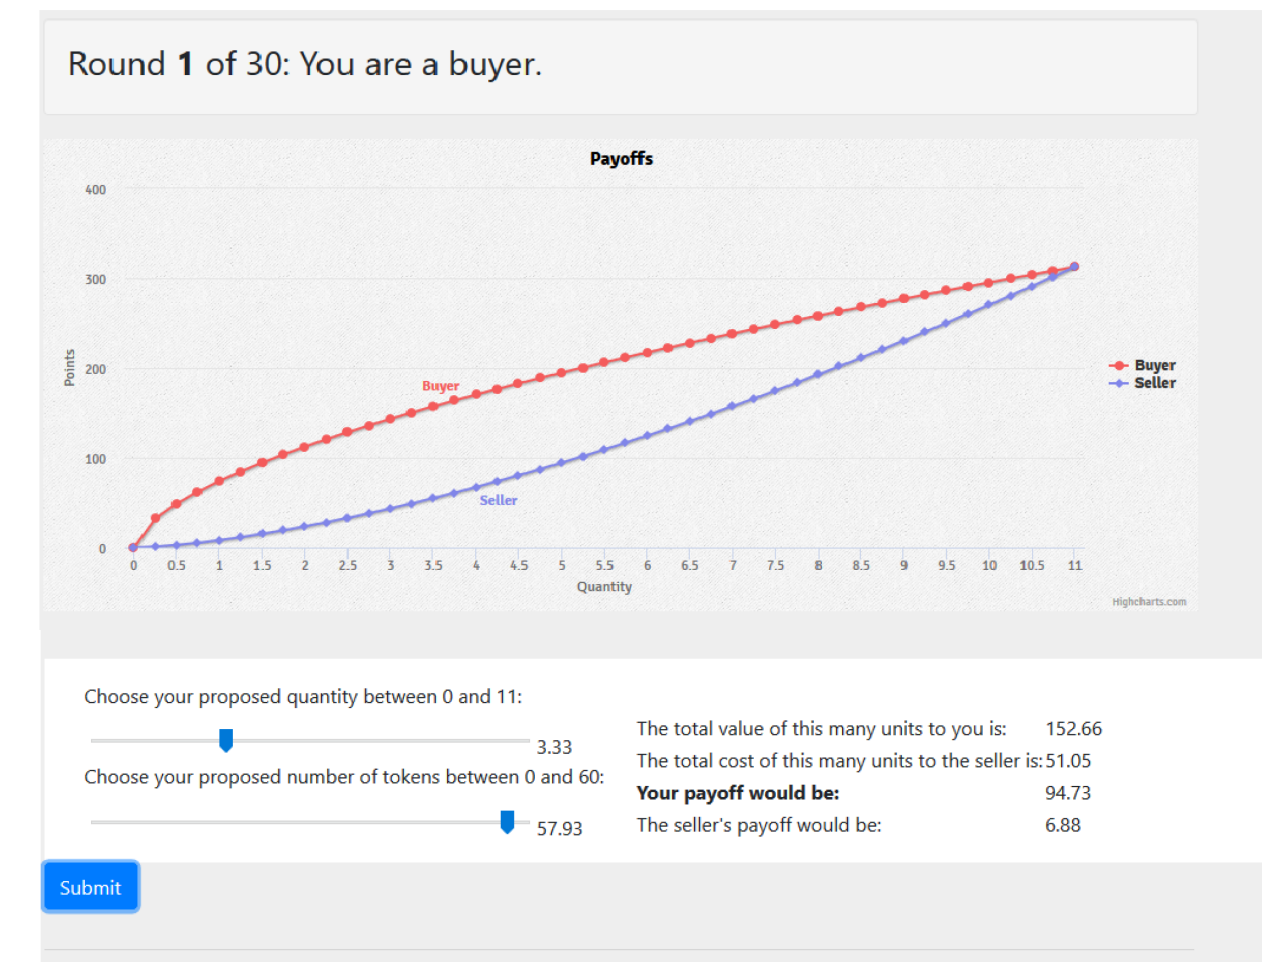 Round 1 of 30: You are a buyer.
Payoffs
400
300
200
100
0
Points
Buyer
Seller
0 0.5 1 1.5 2 2.5 3 3.5 4 4.5 5 5.5 6 6.5 7 7.5 8 8.5 9 9.5 10 10.5 11
Quantity
Buyer
Seller
Highcharts.com
Choose your proposed quantity between 0 and 11:
3.33
Choose your proposed number of tokens between 0 and 60:
57.93
The total value of this many units to you is: 152.66
The total cost of this many units to the seller is: 51.05
Your payoff would be: 94.73
The seller's payoff would be: 6.88
Submit